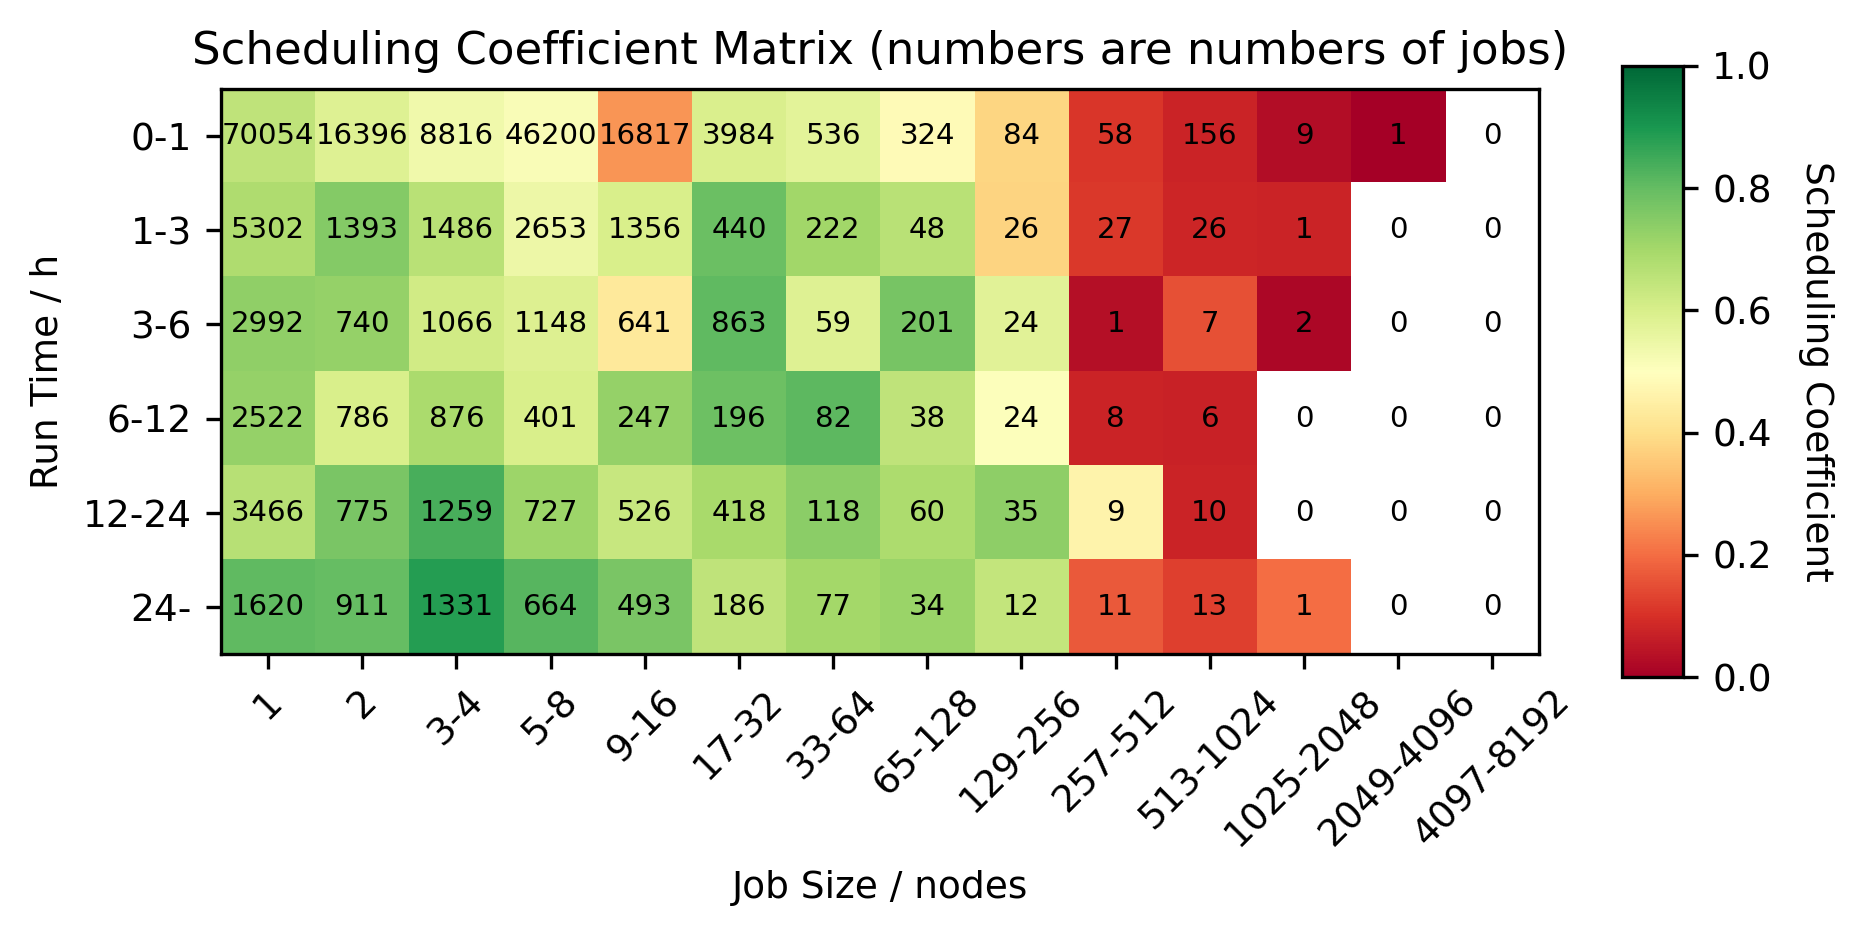 Scheduling Coefficient Matrix (numbers are numbers of jobs)
0-1 70054 16396 8816 46200 16817 3984 536 324 84 58 156 9 1 0
1-3 5302 1393 1486 2653 1356 440 222 48 26 27 26 1 0 0
3-6 2992 740 1066 1148 641 863 59 201 24 1 7 2 0 0
6-12 2522 786 876 401 247 196 82 38 24 8 6 0 0 0
12-24 3466 775 1259 727 526 418 118 60 35 9 10 0 0 0
24- 1620 911 1331 664 493 186 77 34 12 11 13 1 0 0
1 2 3-4 5-8 9-16 17-32 33-64 65-128 129-256 257-512 513-1024 1025-2048 2049-4096 4097-8192
Job Size / nodes
Run Time / h
1.0
0.8
0.6
0.4
0.2
0.0
Scheduling Coefficient